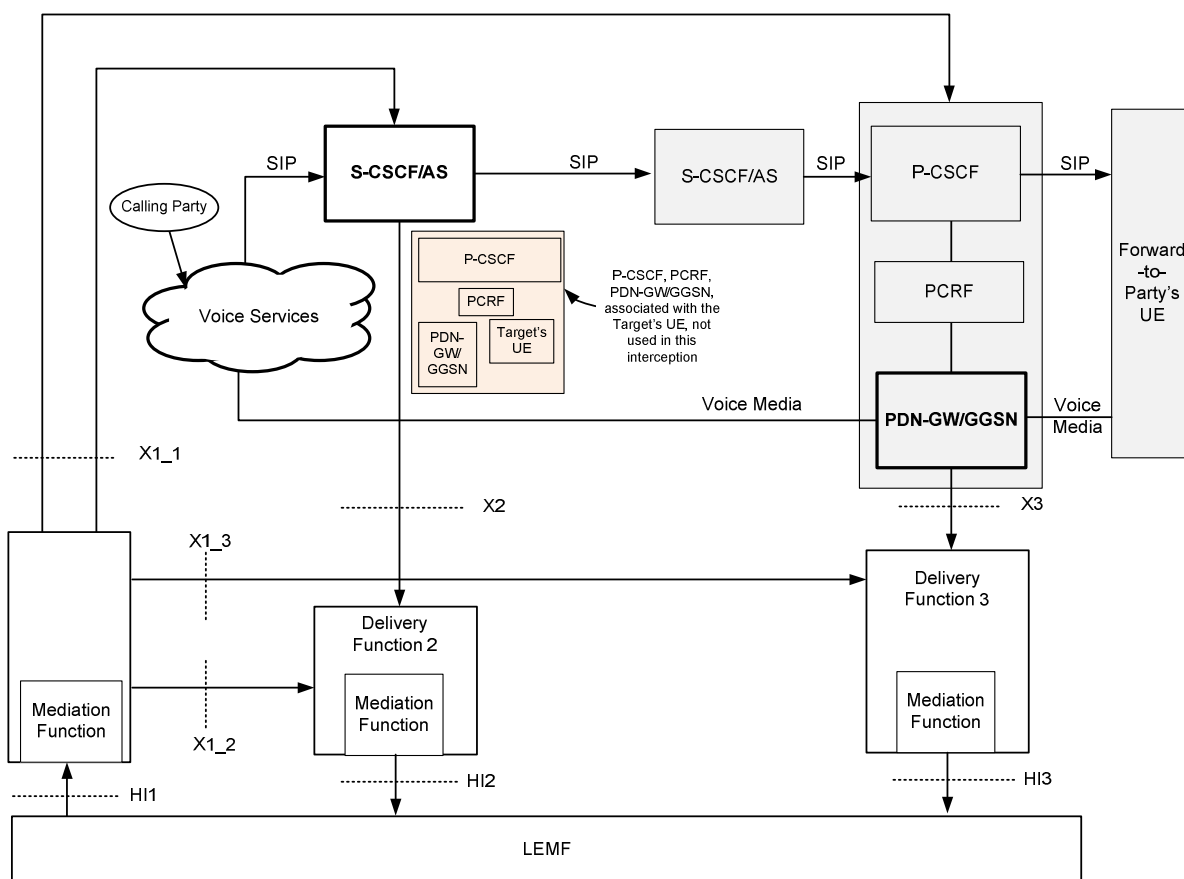 SIP
S-CSCF/AS
SIP
S-CSCF/AS
SIP
P-CSCF
SIP
Calling Party
Voice Services
P-CSCF
PCRF
PDN-
GW/
GGSN
Target's
UE
P-CSCF, PCRF,
PDN-GW/GGSN,
associated with the
Target's UE, not
used in this
interception
PCRF
Forward
-to-
Party's
UE
Voice Media
PDN-GW/GGSN
Voice
Media
X1_1
X2
X3
X1_3
Delivery
Function 3
Delivery
Function 2
Mediation
Function
X1_2
Mediation
Function
Mediation
Function
HI1
HI2
HI3
LEMF